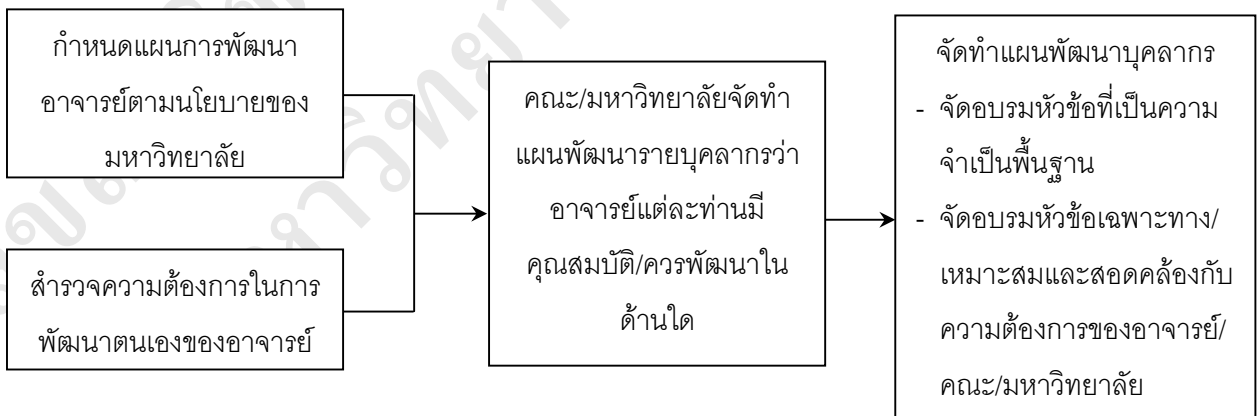 กำหนดแผนการพัฒนา
อาจารย์ตามนโยบายของ
มหาวิทยาลัย
สำรวจความต้องการในการ
พัฒนาตนเองของอาจารย์
คณะ/มหาวิทยาลัยจัดทำ
แผนพัฒนารายบุคลากรว่า
อาจารย์แต่ละท่านมี
คุณสมบัติ/ควรพัฒนาใน
ด้านใด
จัดทำแผนพัฒนาบุคลากร
- จัดอบรมหัวข้อที่เป็นความ
จำเป็นพื้นฐาน
- จัดอบรมหัวข้อเฉพาะทาง/
เหมาะสมและสอดคล้องกับ
ความต้องการของอาจารย์/
คณะ/มหาวิทยาลัย